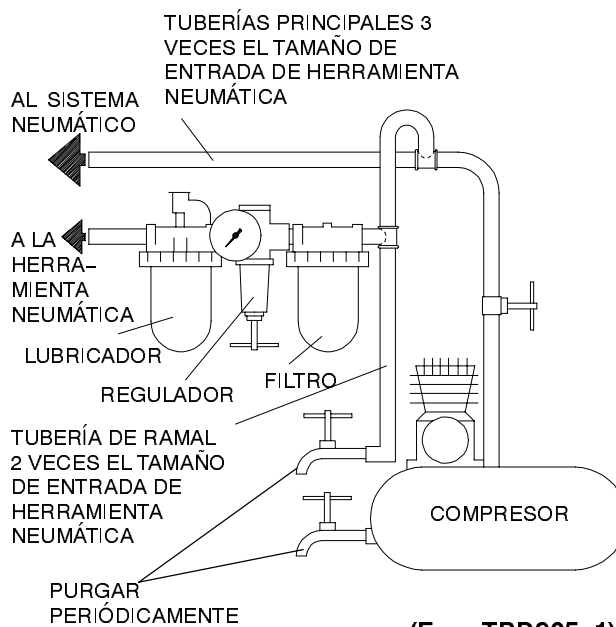 TUBERÍAS PRINCIPALES 3
VECES EL TAMAÑO DE
ENTRADA DE HERRAMIENTA
NEUMÁTICA
AL SISTEMA
NEUMÁTICO
A LA
HERRA–
MIENTA
NEUMÁTICA
LUBRICADOR
REGULADOR
FILTRO
TUBERÍA DE RAMAL
2 VECES EL TAMAÑO
DE ENTRADA DE
HERRAMIENTA
NEUMÁTICA
COMPRESOR
PURGAR
PERIÓDICAMENTE